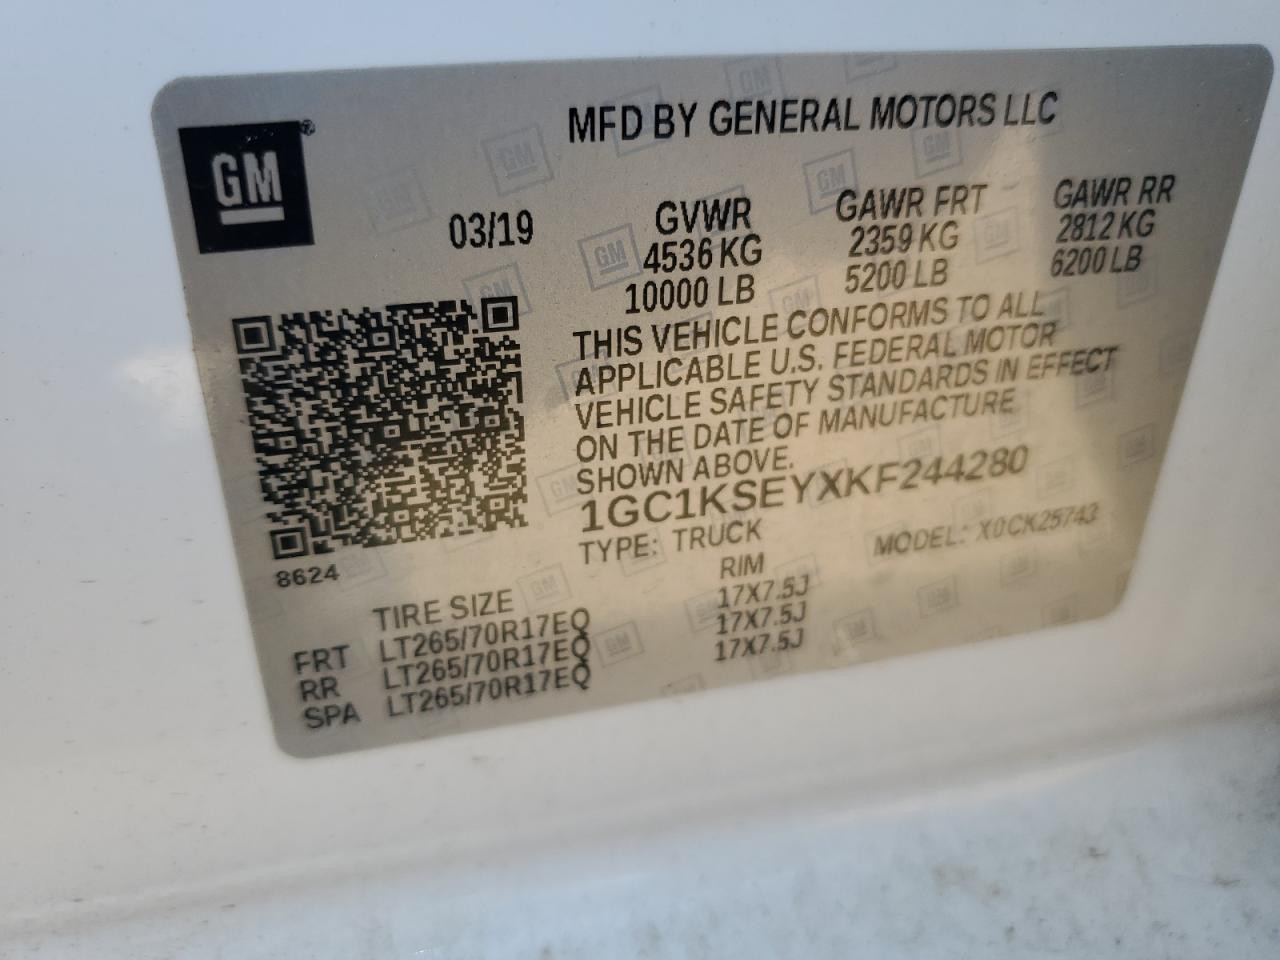 MFD BY GENERAL MOTORS LLC
GM®
03/19
GVWR
4536 KG
10000 LB
GAWR FRT
2359 KG
5200 LB
GAWR RR
2812 KG
6200 LB
THIS VEHICLE CONFORMS TO ALL
APPLICABLE U.S. FEDERAL MOTOR
VEHICLE SAFETY STANDARDS IN EFFECT
ON THE DATE OF MANUFACTURE
SHOWN ABOVE.
1GC1KSEYXKF244280
TYPE: TRUCK MODEL: X0CK25743
8624
TIRE SIZE RIM
FRT LT265/70R17EQ 17X7.5J
RR LT265/70R17EQ 17X7.5J
SPA LT265/70R17EQ 17X7.5J